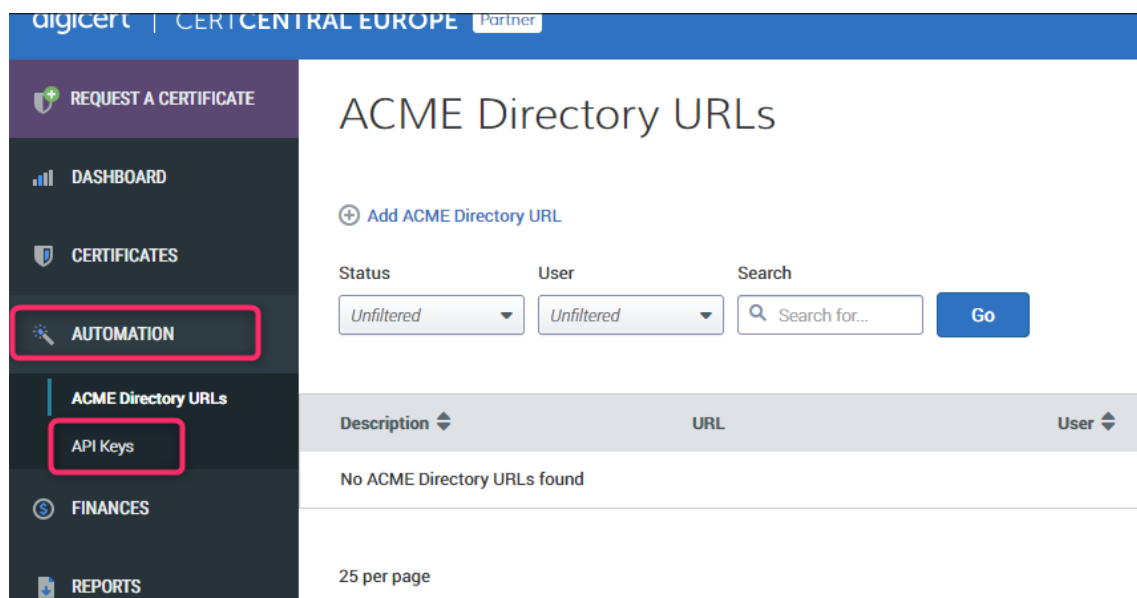 digicert | CERTCENTRAL EUROPE Partner
REQUEST A CERTIFICATE
DASHBOARD
CERTIFICATES
AUTOMATION
ACME Directory URLs
API Keys
FINANCES
REPORTS
ACME Directory URLs
Add ACME Directory URL
Status User Search
Unfiltered Unfiltered Search for... Go
Description URL User
No ACME Directory URLs found
25 per page